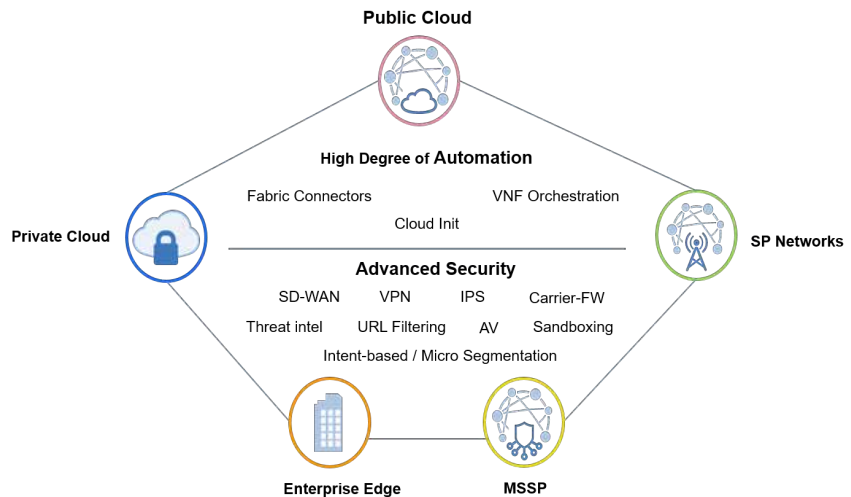 Public Cloud
High Degree of Automation
Fabric Connectors
VNF Orchestration
Cloud Init
Private Cloud
SP Networks
Advanced Security
SD-WAN VPN IPS Carrier-FW
Threat intel URL Filtering AV Sandboxing
Intent-based / Micro Segmentation
Enterprise Edge
MSSP